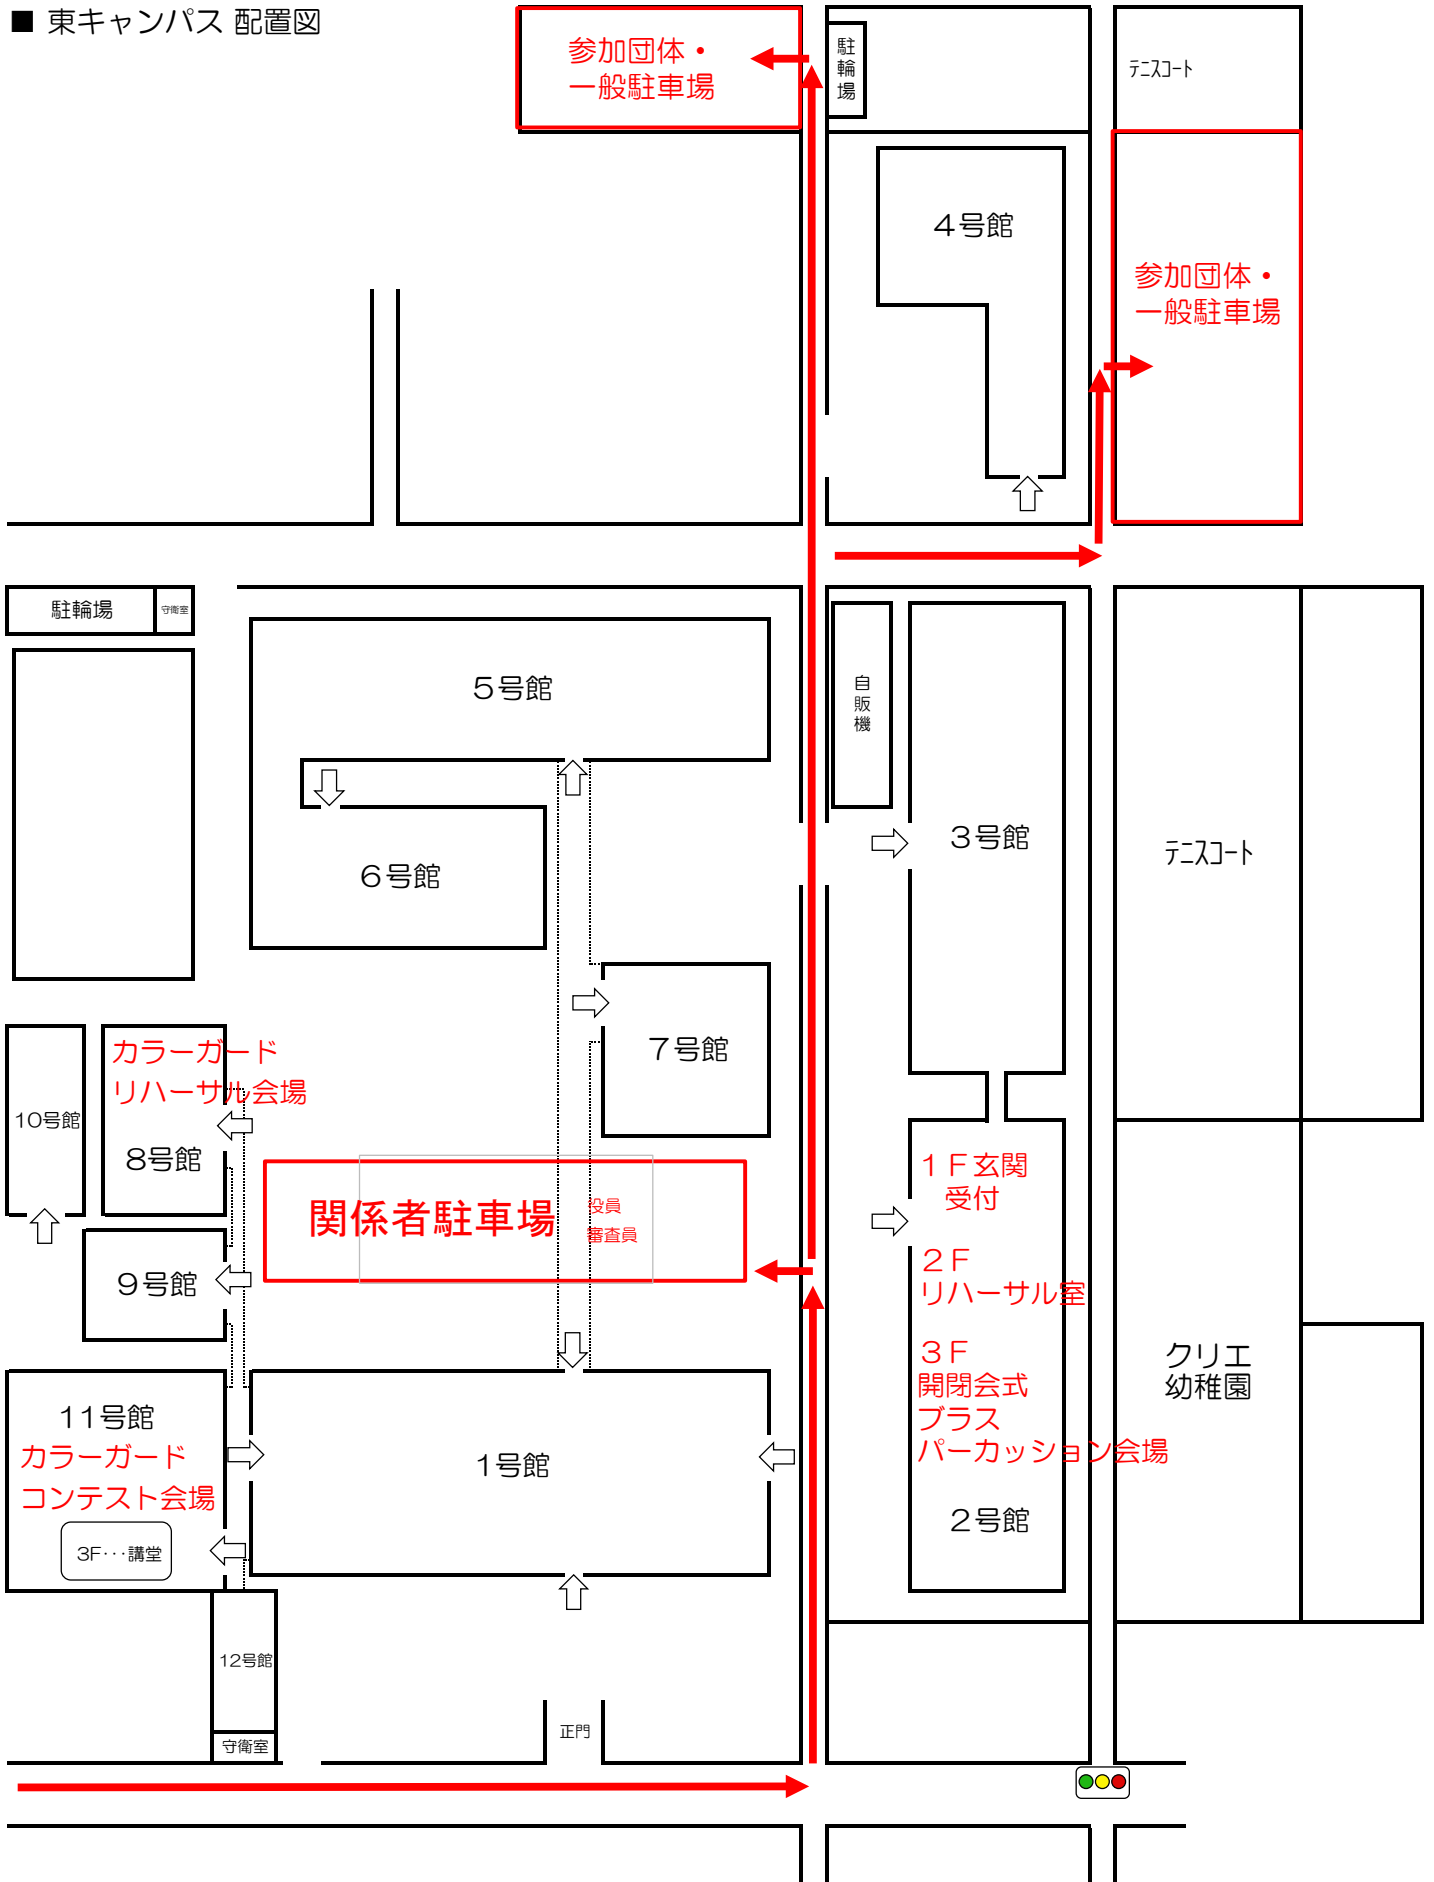 ■ 東キャンパス 配置図
参加団体・
一般駐車場
駐輪場
テニスコート
4号館
参加団体・
一般駐車場
駐輪場
守衛室
5号館
自販機
3号館
6号館
テニスコート
7号館
カラーガード
リハーサル会場
10号館
8号館
1F玄関
受付
関係者駐車場
役員
審査員
2F
リハーサル室
9号館
3F
開閉会式
ブラス
パーカッション会場
クリエ
幼稚園
11号館
カラーガード
コンテスト会場
1号館
2号館
3F・・・講堂
12号館
正門
守衛室